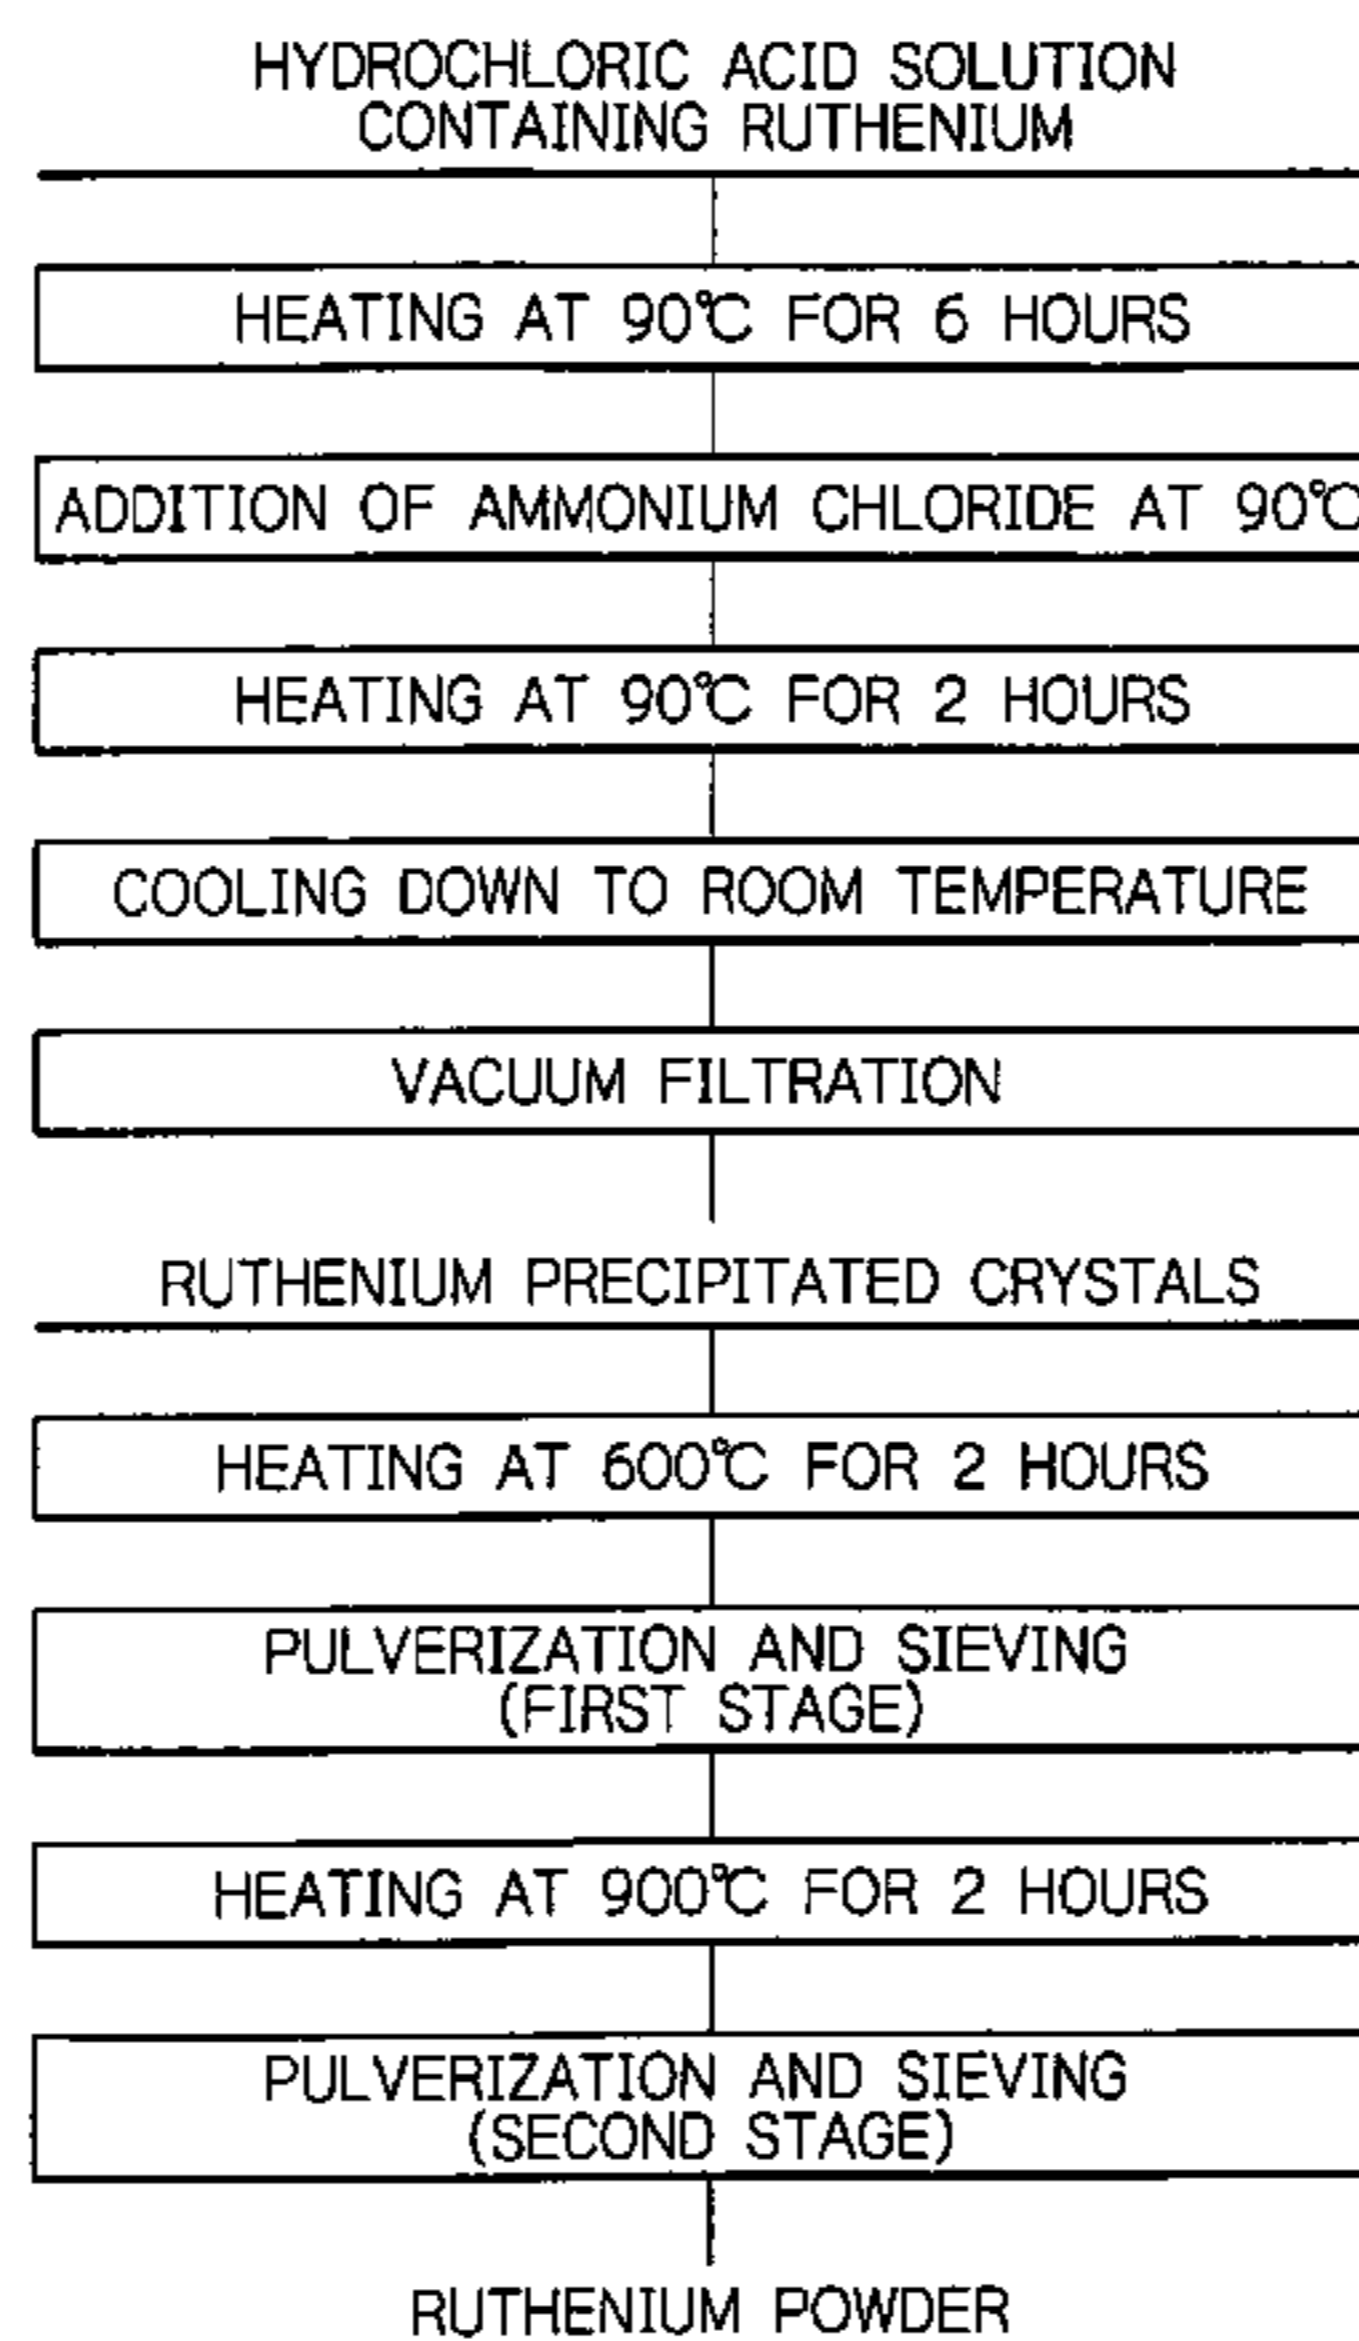 HYDROCHLORIC ACID SOLUTION
CONTAINING RUTHENIUM
HEATING AT 90℃ FOR 6 HOURS
ADDITION OF AMMONIUM CHLORIDE AT 90℃
HEATING AT 90℃ FOR 2 HOURS
COOLING DOWN TO ROOM TEMPERATURE
VACUUM FILTRATION
RUTHENIUM PRECIPITATED CRYSTALS
HEATING AT 600℃ FOR 2 HOURS
PULVERIZATION AND SIEVING
(FIRST STAGE)
HEATING AT 900℃ FOR 2 HOURS
PULVERIZATION AND SIEVING
(SECOND STAGE)
RUTHENIUM POWDER